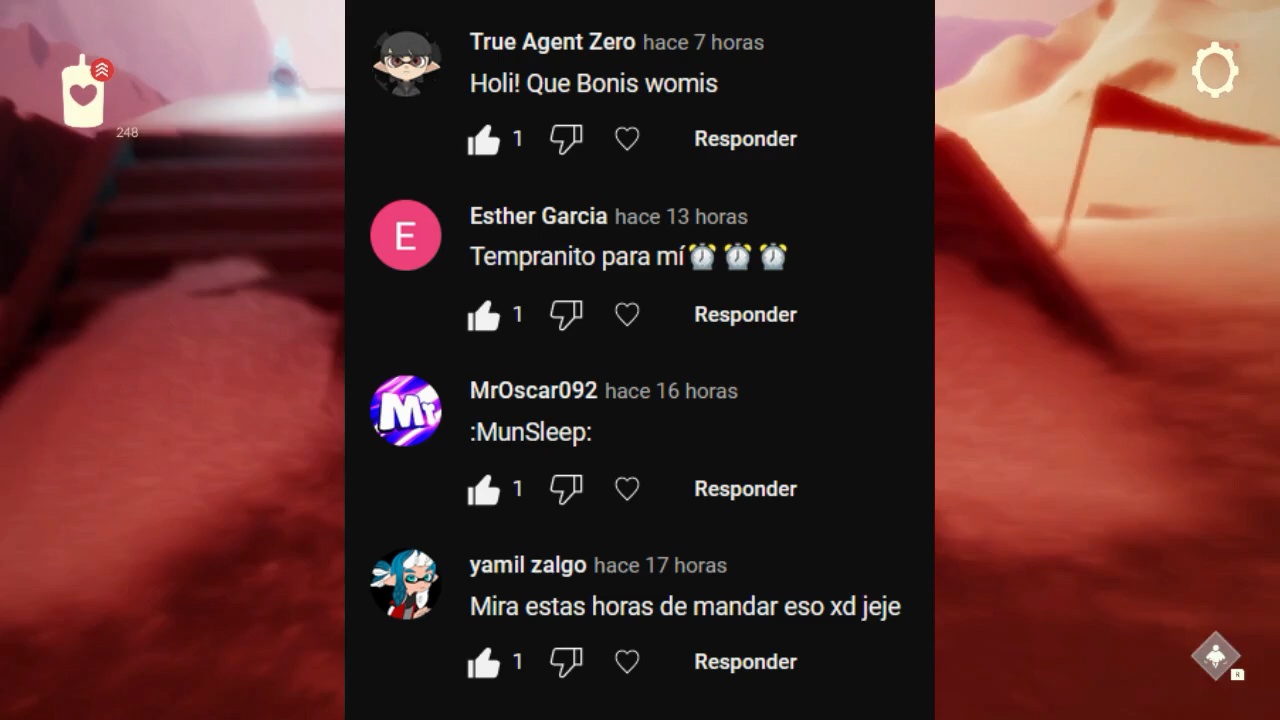 True Agent Zero hace 7 horas
Holi! Que Bonis womis
1 Responder
248
E
Esther Garcia hace 13 horas
Tempranito para mí⏰ ⏰ ⏰
1 Responder
Mr
MrOscar092 hace 16 horas
:MunSleep:
1 Responder
yamil zalgo hace 17 horas
Mira estas horas de mandar eso xd jeje
1 Responder